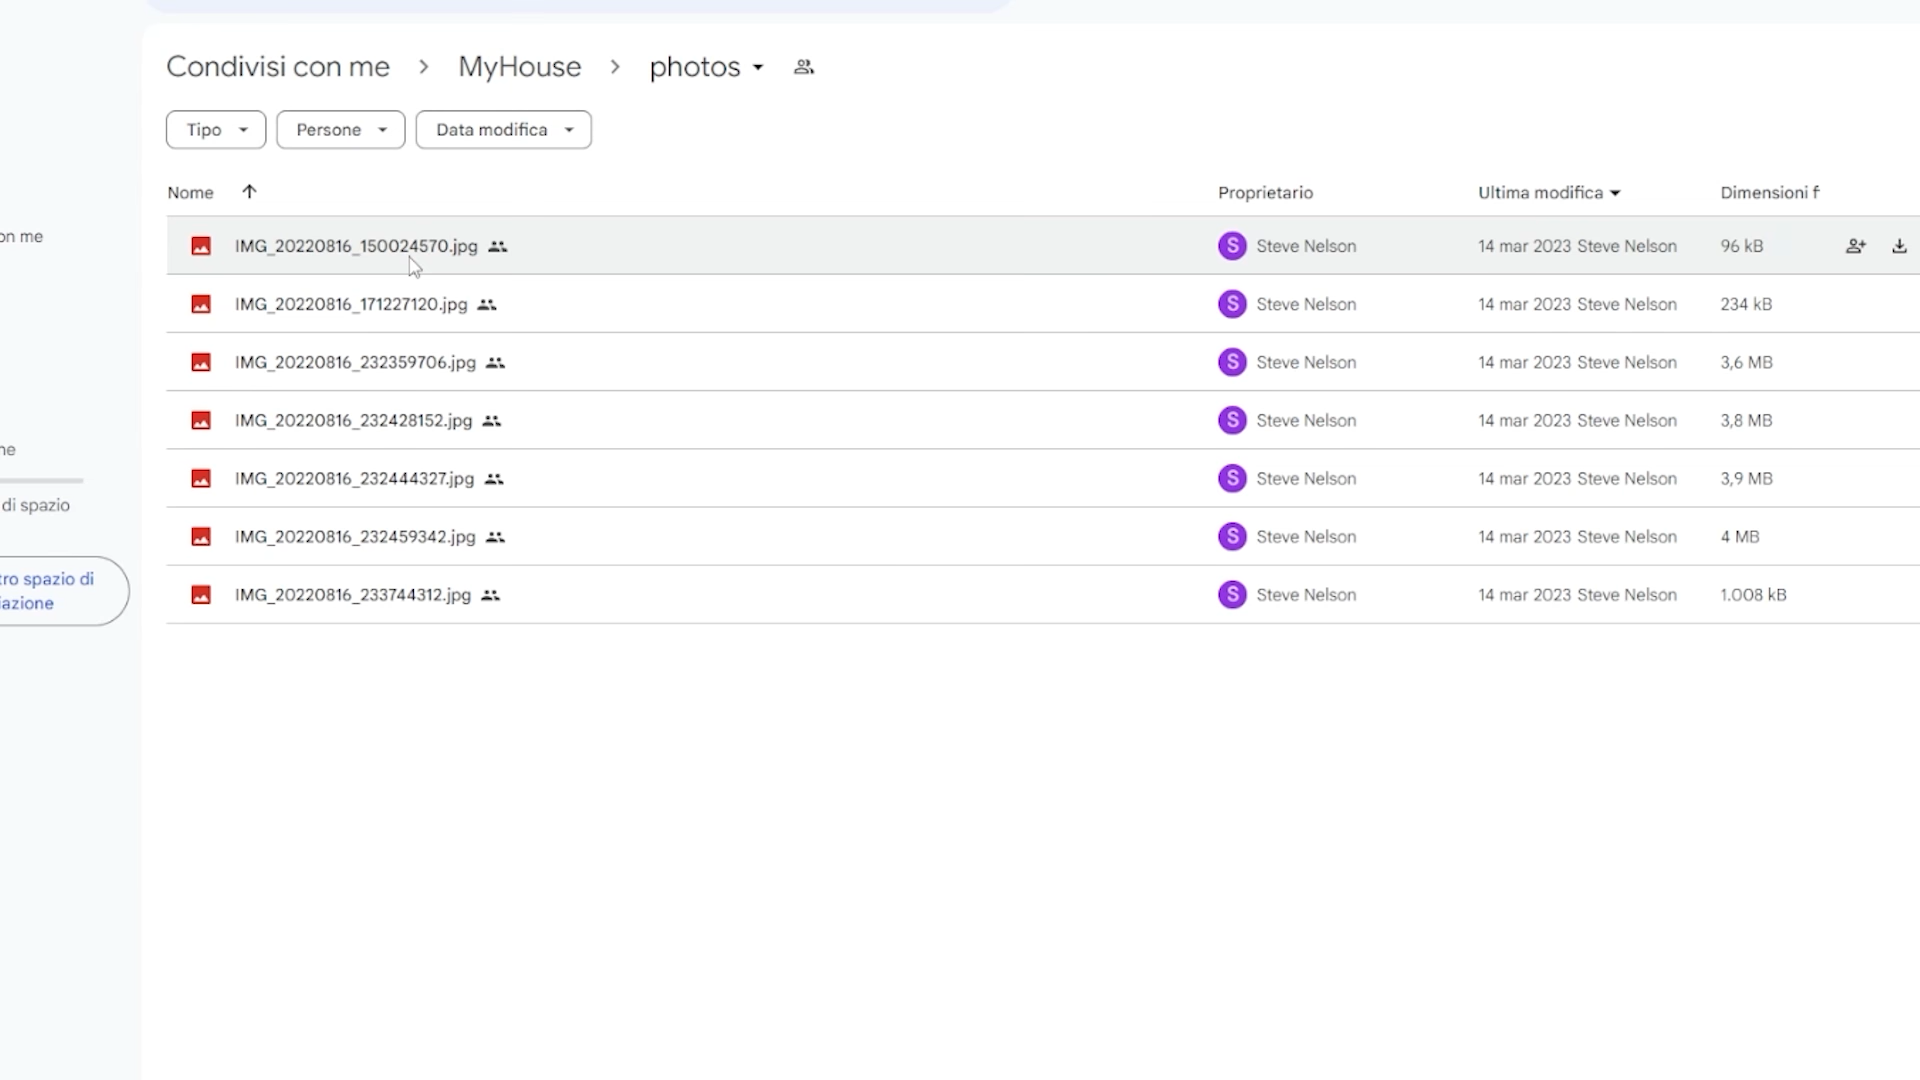 Condivisi con me > MyHouse > photos
Tipo Persone Data modifica
Nome Proprietario Ultima modifica Dimensioni f
on me
IMG_20220816_150024570.jpg S Steve Nelson 14 mar 2023 Steve Nelson 96 kB
IMG_20220816_171227120.jpg S Steve Nelson 14 mar 2023 Steve Nelson 234 kB
IMG_20220816_232359706.jpg S Steve Nelson 14 mar 2023 Steve Nelson 3,6 MB
IMG_20220816_232428152.jpg S Steve Nelson 14 mar 2023 Steve Nelson 3,8 MB
ne
IMG_20220816_232444327.jpg S Steve Nelson 14 mar 2023 Steve Nelson 3,9 MB
di spazio
IMG_20220816_232459342.jpg S Steve Nelson 14 mar 2023 Steve Nelson 4 MB
tro spazio di
iazione
IMG_20220816_233744312.jpg S Steve Nelson 14 mar 2023 Steve Nelson 1.008 kB